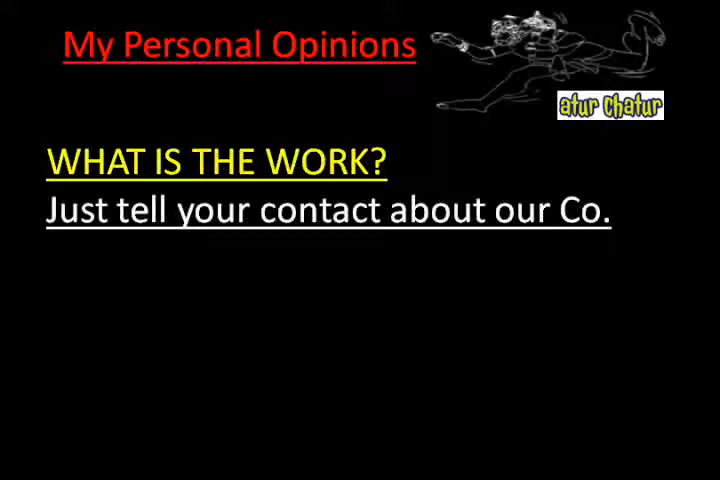 My Personal Opinions
atur chatur
WHAT IS THE WORK?
Just tell your contact about our Co.